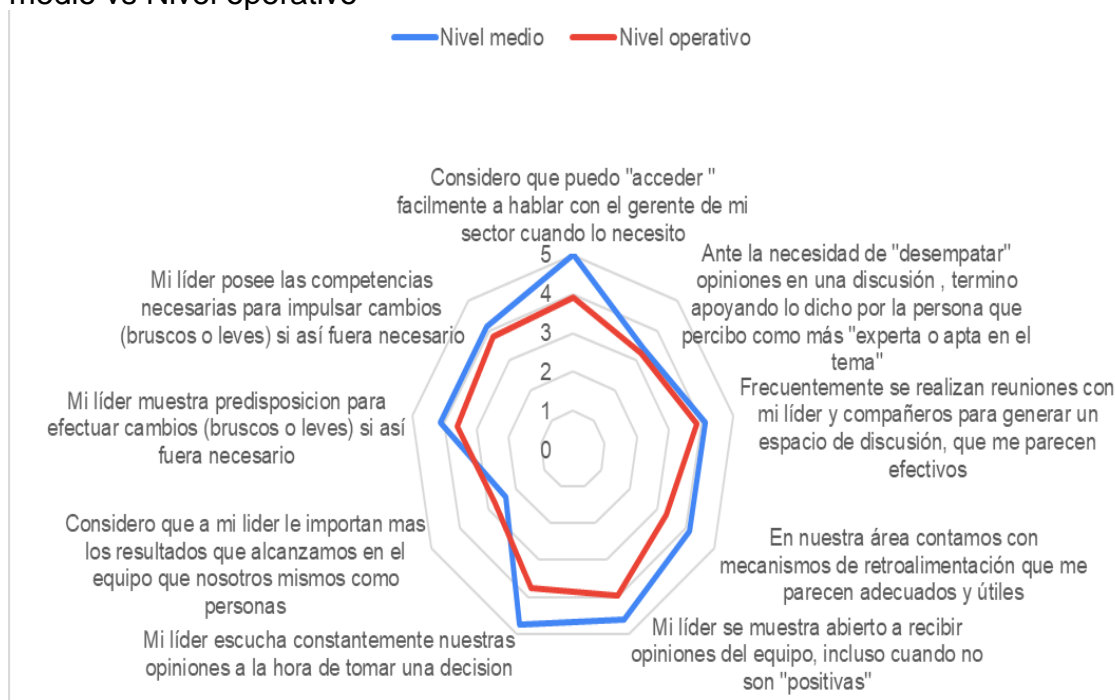 medio vs Nivel operativo
Nivel medio
Nivel operativo
Considero que puedo "acceder "
facilmente a hablar con el gerente de mi
sector cuando lo necesito
Ante la necesidad de "desempatar"
opiniones en una discusión , termino
apoyando lo dicho por la persona que
percibo como más "experta o apta en el
tema"
Frecuentemente se realizan reuniones con
mi líder y compañeros para generar un
espacio de discusión, que me parecen
efectivos
En nuestra área contamos con
mecanismos de retroalimentación que me
parecen adecuados y útiles
Mi líder se muestra abierto a recibir
opiniones del equipo, incluso cuando no
son "positivas"
Mi líder escucha constantemente nuestras
opiniones a la hora de tomar una decision
Considero que a mi lider le importan mas
los resultados que alcanzamos en el
equipo que nosotros mismos como
personas
Mi líder muestra predisposicion para
efectuar cambios (bruscos o leves) si así
fuera necesario
Mi líder posee las competencias
necesarias para impulsar cambios
(bruscos o leves) si así fuera necesario
5
4
3
2
1
0